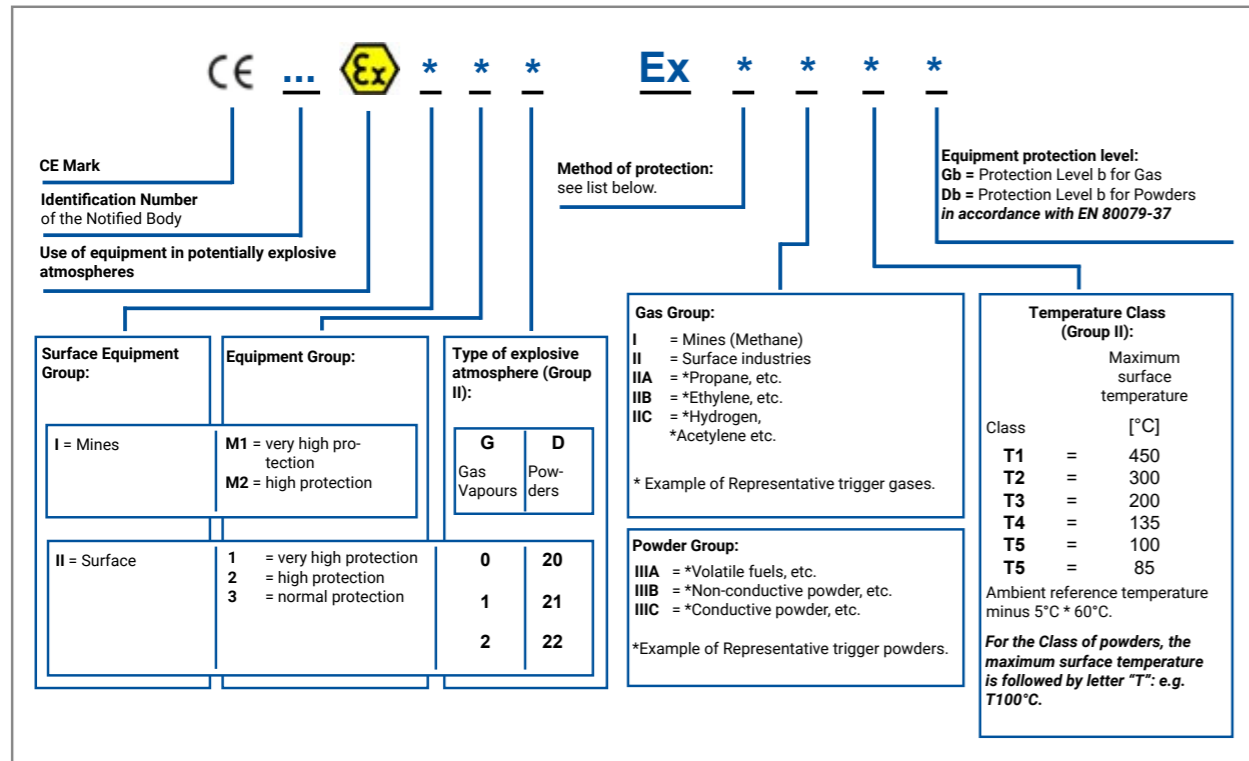 CE ... Ex * * * Ex * * * *
CE Mark
Identification Number
of the Notified Body
Use of equipment in potentially explosive
atmospheres
Method of protection:
see list below.
Equipment protection level:
Gb = Protection Level b for Gas
Db = Protection Level b for Powders
in accordance with EN 80079-37
Surface Equipment
Group:
I = Mines
II = Surface
Equipment Group:
M1 = very high pro-
tection
M2 = high protection
1 = very high protection
2 = high protection
3 = normal protection
Type of explosive
atmosphere (Group
II):
G D
Gas Pow-
Vapours ders
0 20
1 21
2 22
Gas Group:
I = Mines (Methane)
II = Surface industries
IIA = *Propane, etc.
IIB = *Ethylene, etc.
IIC = *Hydrogen,
*Acetylene etc.
* Example of Representative trigger gases.
Powder Group:
IIIA = *Volatile fuels, etc.
IIIB = *Non-conductive powder, etc.
IIIC = *Conductive powder, etc.
*Example of Representative trigger powders.
Temperature Class
(Group II):
Maximum
surface
temperature
Class [°C]
T1 = 450
T2 = 300
T3 = 200
T4 = 135
T5 = 100
T5 = 85
Ambient reference temperature
minus 5°C * 60°C.
For the Class of powders, the
maximum surface temperature
is followed by letter “T”: e.g.
T100°C.